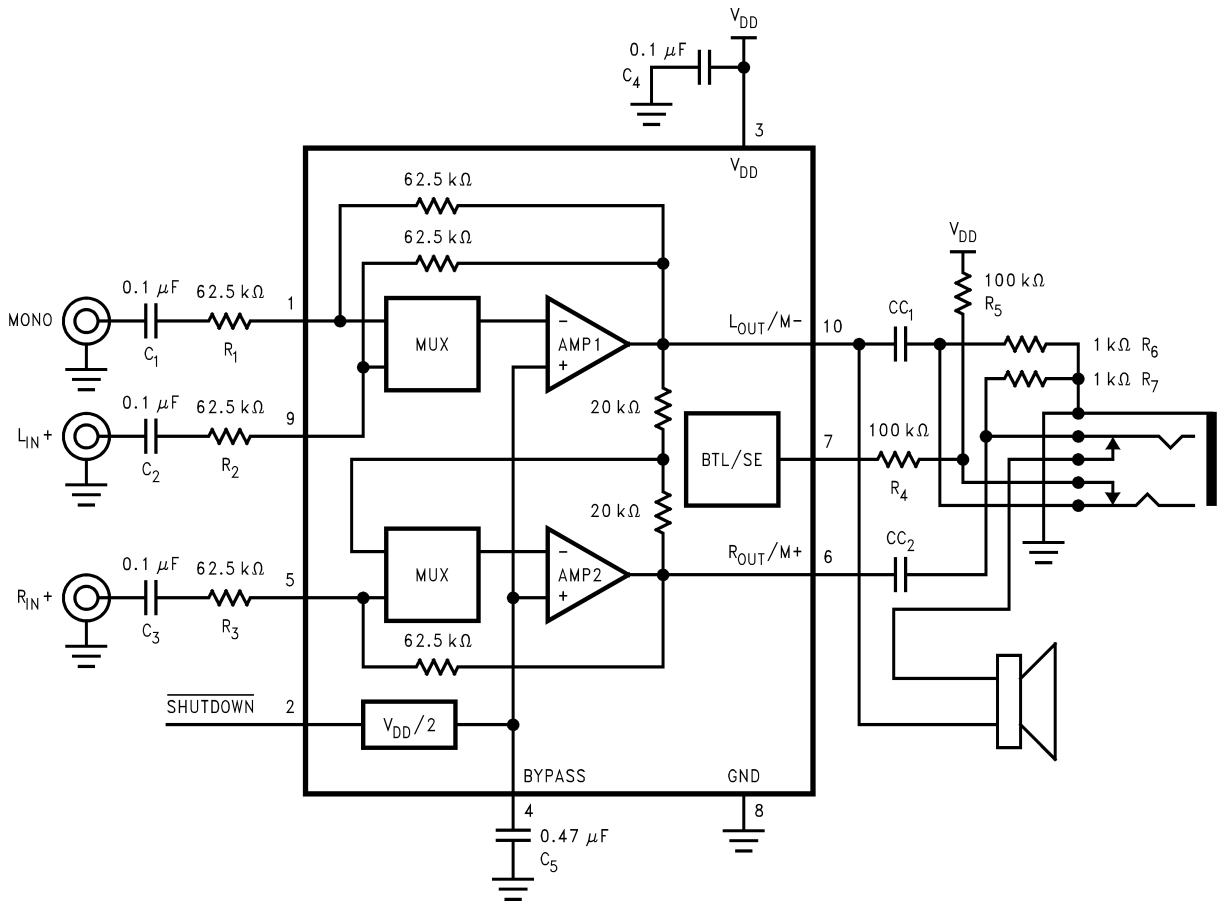 V_DD
0.1 μF
C_4
3
V_DD
62.5 kΩ
62.5 kΩ
V_DD
100 kΩ
R_5
0.1 μF
62.5 kΩ
1
MONO
C_1
R_1
MUX
−
AMP1
+
L_OUT/M-
10
CC_1
1 kΩ R_6
1 kΩ R_7
0.1 μF
62.5 kΩ
9
L_IN +
C_2
R_2
20 kΩ
BTL/SE
7
100 kΩ
R_4
20 kΩ
0.1 μF
62.5 kΩ
5
R_IN +
C_3
R_3
MUX
−
AMP2
+
R_OUT/M+
6
CC_2
62.5 kΩ
SHUTDOWN
2
V_DD/2
BYPASS
GND
4
8
0.47 μF
C_5